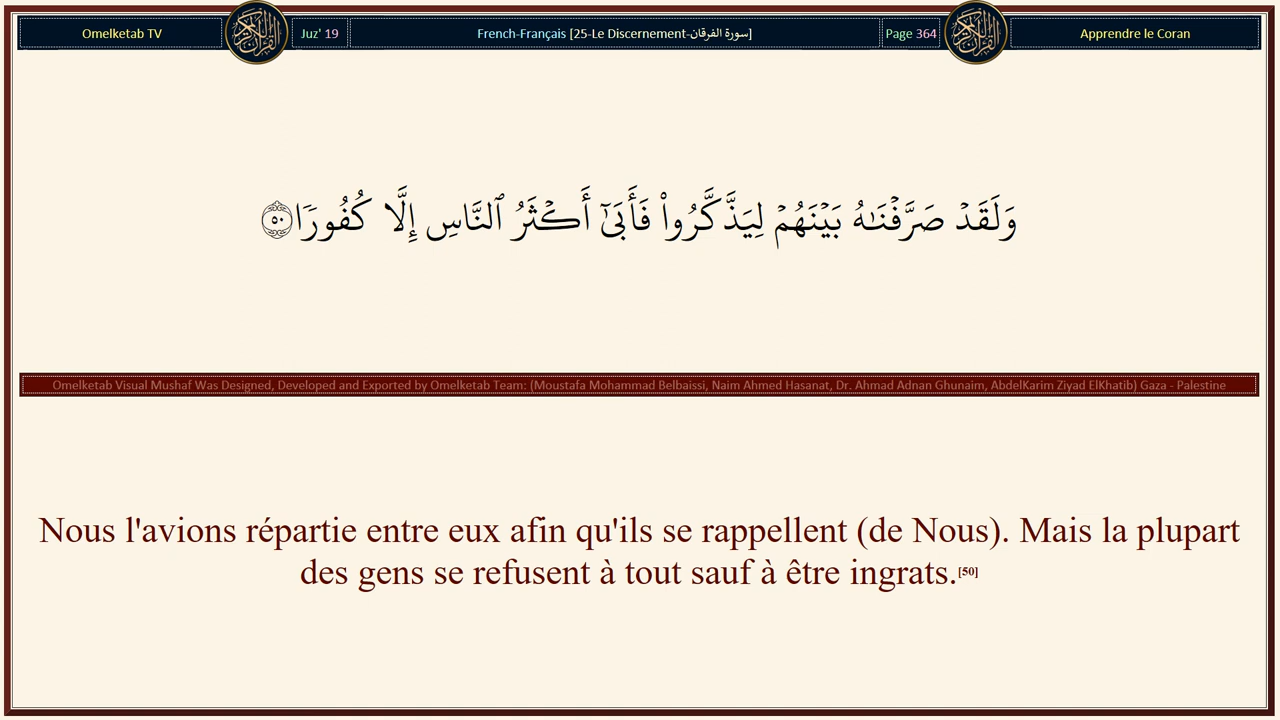 Omelketab TV
Juz' 19
French-Français [25-Le Discernement-سورة الفرقان]
Page 364
Apprendre le Coran
وَلَقَدۡ صَرَّفۡنَٰهُ بَيۡنَهُمۡ لِيَذَّكَّرُواْ فَأَبَىٰٓ أَكۡثَرُ ٱلنَّاسِ إِلَّا كُفُورٗا ٥٠
Omelketab Visual Mushaf Was Designed, Developed and Exported by Omelketab Team: (Moustafa Mohammad Belbaissi, Naim Ahmed Hasanat, Dr. Ahmad Adnan Ghunaim, AbdelKarim Ziyad ElKhatib) Gaza - Palestine
Nous l'avions répartie entre eux afin qu'ils se rappellent (de Nous). Mais la plupart
des gens se refusent à tout sauf à être ingrats.[50]